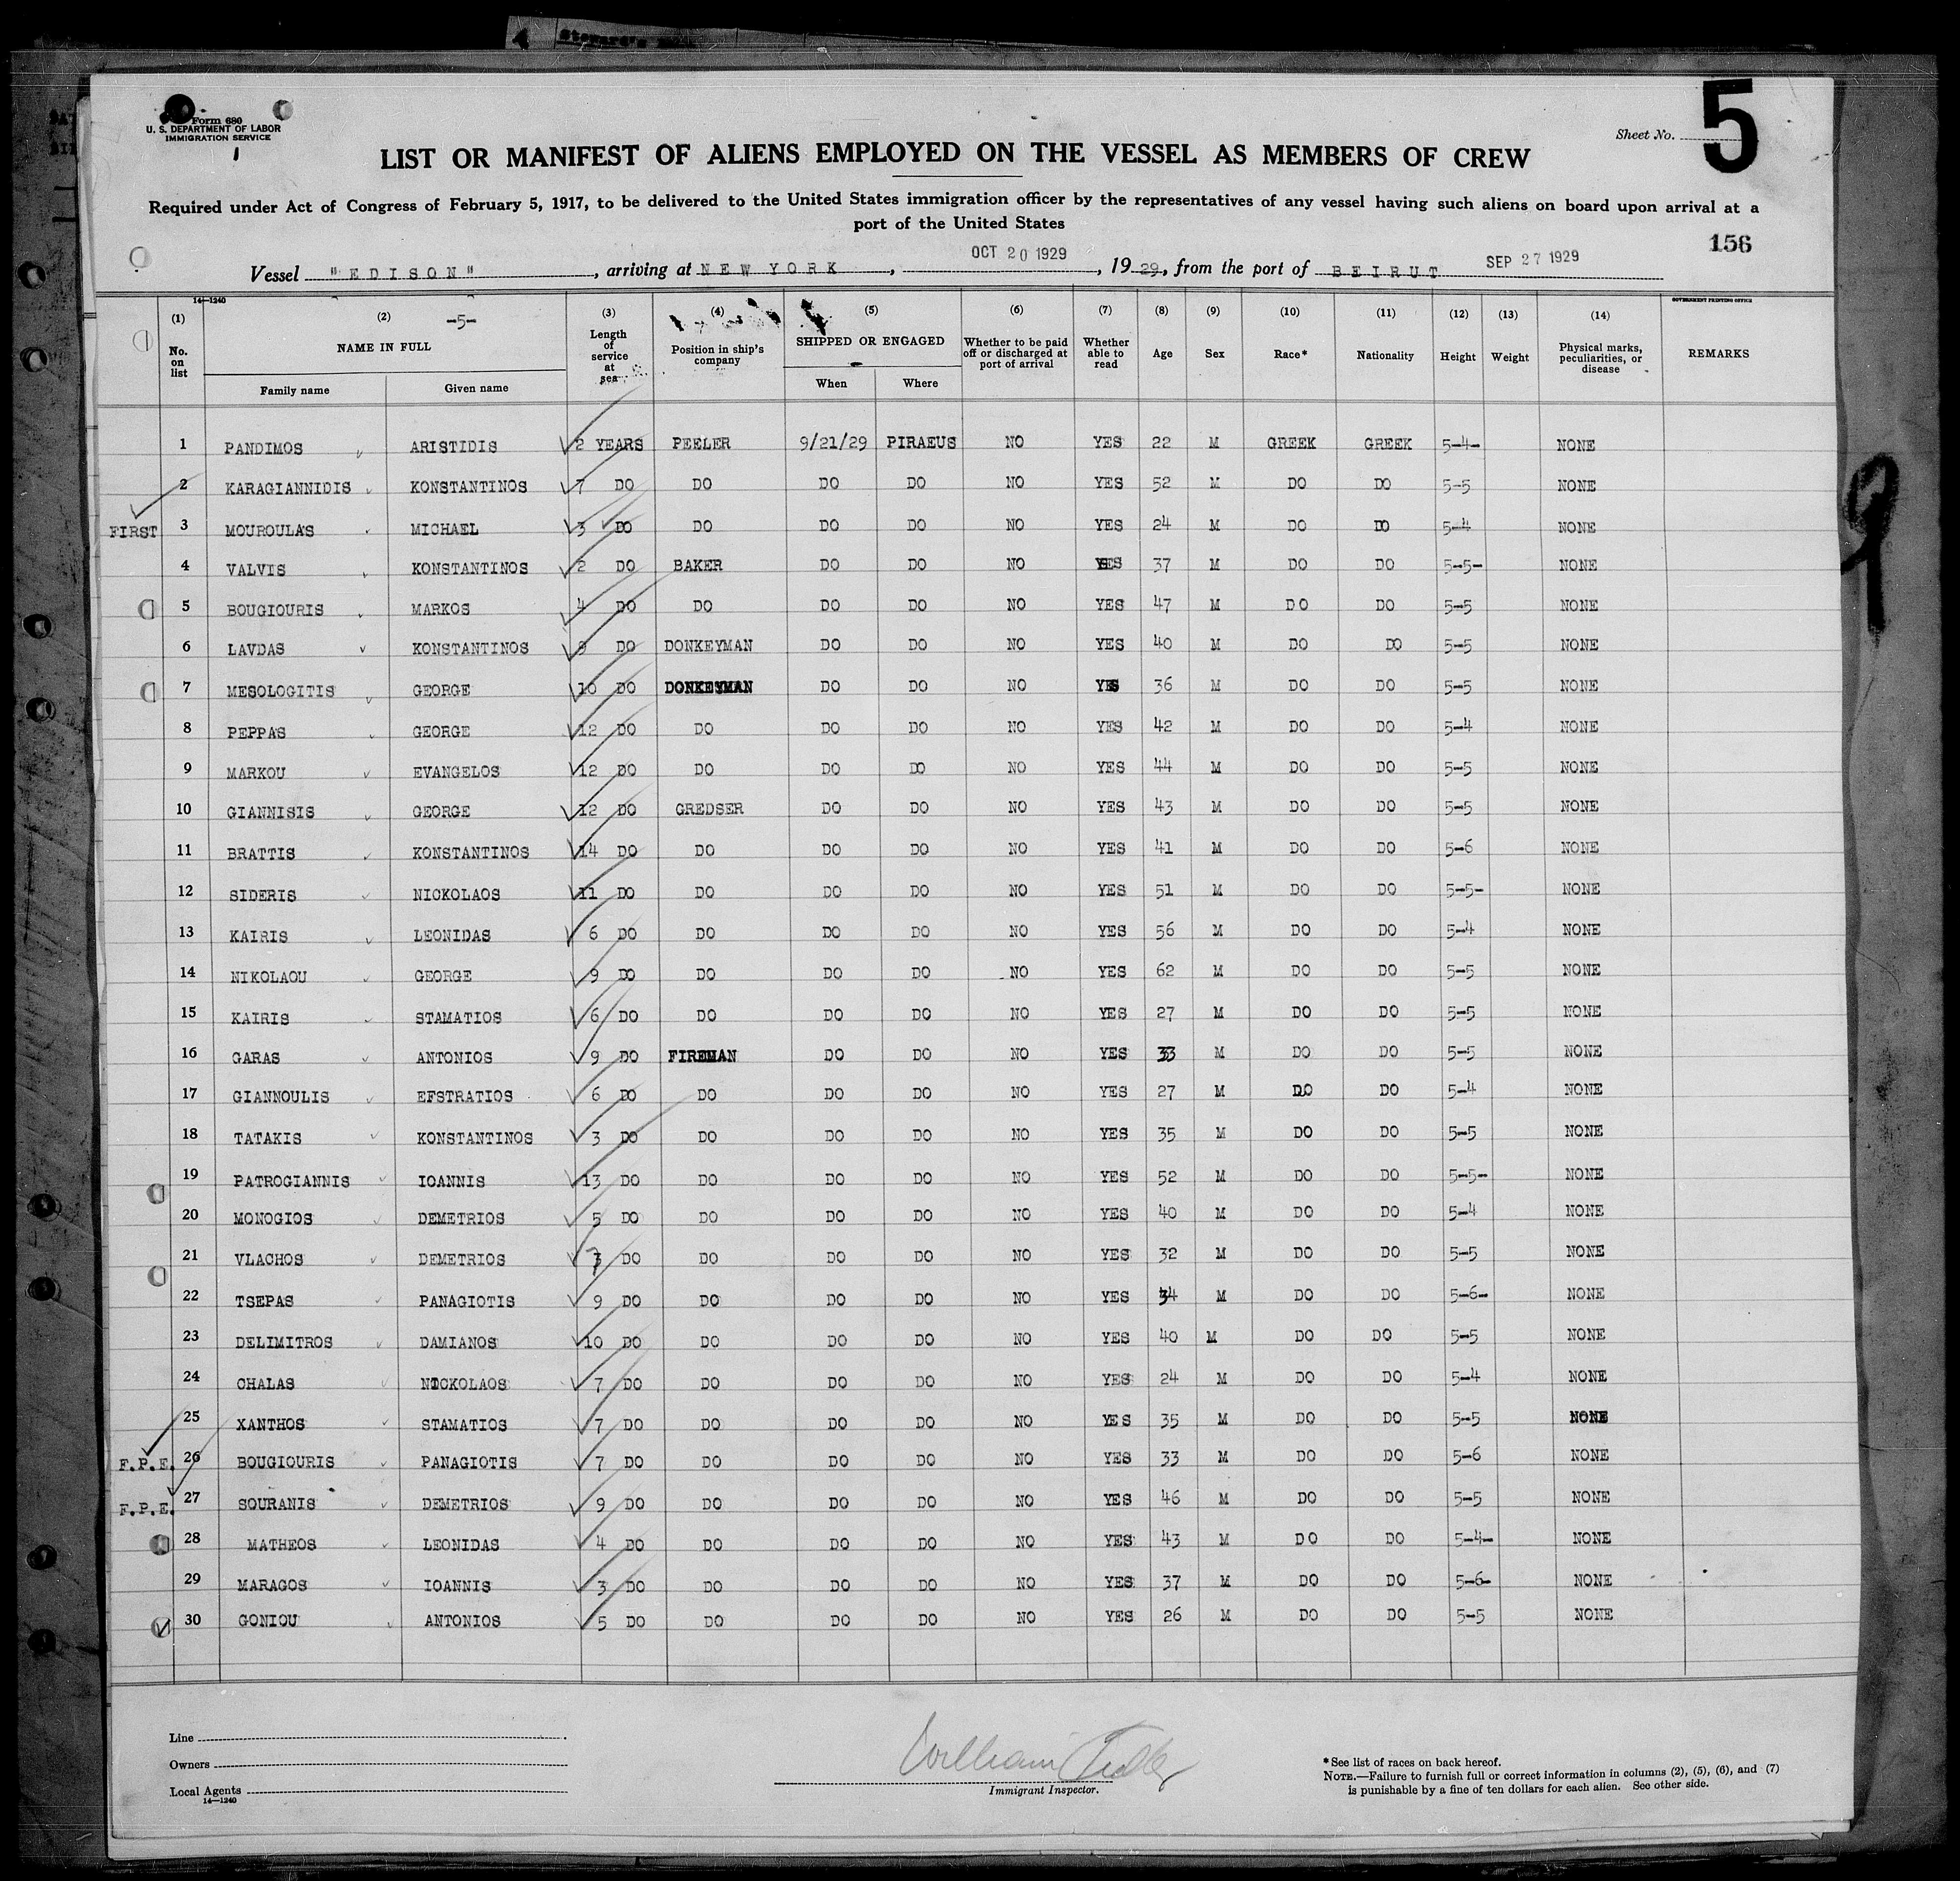 Form 680
U. S. DEPARTMENT OF LABOR
IMMIGRATION SERVICE
Sheet No. 5
LIST OR MANIFEST OF ALIENS EMPLOYED ON THE VESSEL AS MEMBERS OF CREW
Required under Act of Congress of February 5, 1917, to be delivered to the United States immigration officer by the representatives of any vessel having such aliens on board upon arrival at a
port of the United States
156
Vessel "EDISON", arriving at NEW YORK, OCT 20 1929, 1929, from the port of BEIRUT SEP 27 1929
14-1240 GOVERNMENT PRINTING OFFICE
(1) No. on list (2) -5- NAME IN FULL Family name Given name (3) Length of service at sea (4) Position in ship's company (5) SHIPPED OR ENGAGED When Where (6) Whether to be paid off or discharged at port of arrival (7) Whether able to read (8) Age (9) Sex (10) Race* (11) Nationality (12) Height (13) Weight (14) Physical marks, peculiarities, or disease REMARKS
1 PANDIMOS ARISTIDIS 2 YEARS PEELER 9/21/29 PIRAEUS NO YES 22 M GREEK GREEK 5-4- NONE
2 KARAGIANNIDIS KONSTANTINOS 7 DO DO DO DO NO YES 52 M DO DO 5-5 NONE
FIRST 3 MOUROULAS MICHAEL 3 DO DO DO DO NO YES 24 M DO DO 5-4 NONE
4 VALVIS KONSTANTINOS 2 DO BAKER DO DO NO YES 37 M DO DO 5-5- NONE
5 BOUGIOURIS MARKOS 4 DO DO DO DO NO YES 47 M DO DO 5-5 NONE
6 LAVDAS KONSTANTINOS 9 DO DONKEYMAN DO DO NO YES 40 M DO DO 5-5 NONE
7 MESOLOGITIS GEORGE 10 DO DONKEYMAN DO DO NO YES 36 M DO DO 5-5 NONE
8 PEPPAS GEORGE 12 DO DO DO DO NO YES 42 M DO DO 5-4 NONE
9 MARKOU EVANGELOS 12 DO DO DO DO NO YES 44 M DO DO 5-5 NONE
10 GIANNISIS GEORGE 12 DO GREDSER DO DO NO YES 43 M DO DO 5-5 NONE
11 BRATTIS KONSTANTINOS 14 DO DO DO DO NO YES 41 M DO DO 5-6 NONE
12 SIDERIS NICKOLAOS 11 DO DO DO DO NO YES 51 M DO DO 5-5- NONE
13 KAIRIS LEONIDAS 6 DO DO DO DO NO YES 56 M DO DO 5-4 NONE
14 NIKOLAOU GEORGE 9 DO DO DO DO NO YES 62 M DO DO 5-5 NONE
15 KAIRIS STAMATIOS 6 DO DO DO DO NO YES 27 M DO DO 5-5 NONE
16 GARAS ANTONIOS 9 DO FIREMAN DO DO NO YES 33 M DO DO 5-5 NONE
17 GIANNOULIS EFSTRATIOS 6 DO DO DO DO NO YES 27 M DO DO 5-4 NONE
18 TATAKIS KONSTANTINOS 3 DO DO DO DO NO YES 35 M DO DO 5-5 NONE
19 PATROGIANNIS IOANNIS 13 DO DO DO DO NO YES 52 M DO DO 5-5- NONE
20 MONOGIOS DEMETRIOS 5 DO DO DO DO NO YES 40 M DO DO 5-4 NONE
21 VLACHOS DEMETRIOS DO DO DO DO NO YES 32 M DO DO 5-5 NONE
22 TSEPAS PANAGIOTIS 9 DO DO DO DO NO YES 34 M DO DO 5-6- NONE
23 DELIMITROS DAMIANOS 10 DO DO DO DO NO YES 40 M DO DO 5-5 NONE
24 CHALAS NICKOLAOS 7 DO DO DO DO NO YES 24 M DO DO 5-4 NONE
25 XANTHOS STAMATIOS 7 DO DO DO DO NO YES 35 M DO DO 5-5 NONE
F.P.E. 26 BOUGIOURIS PANAGIOTIS 7 DO DO DO DO NO YES 33 M DO DO 5-6 NONE
F.P.E. 27 SOURANIS DEMETRIOS 9 DO DO DO DO NO YES 46 M DO DO 5-5 NONE
28 MATHEOS LEONIDAS 4 DO DO DO DO NO YES 43 M DO DO 5-4- NONE
29 MARAGOS IOANNIS 3 DO DO DO DO NO YES 37 M DO DO 5-6- NONE
30 GONIOU ANTONIOS 5 DO DO DO DO NO YES 26 M DO DO 5-5 NONE
Line
Owners
Local Agents
14-1240
William
Immigrant Inspector.
*See list of races on back hereof.
NOTE.—Failure to furnish full or correct information in columns (2), (5), (6), and (7)
is punishable by a fine of ten dollars for each alien. See other side.